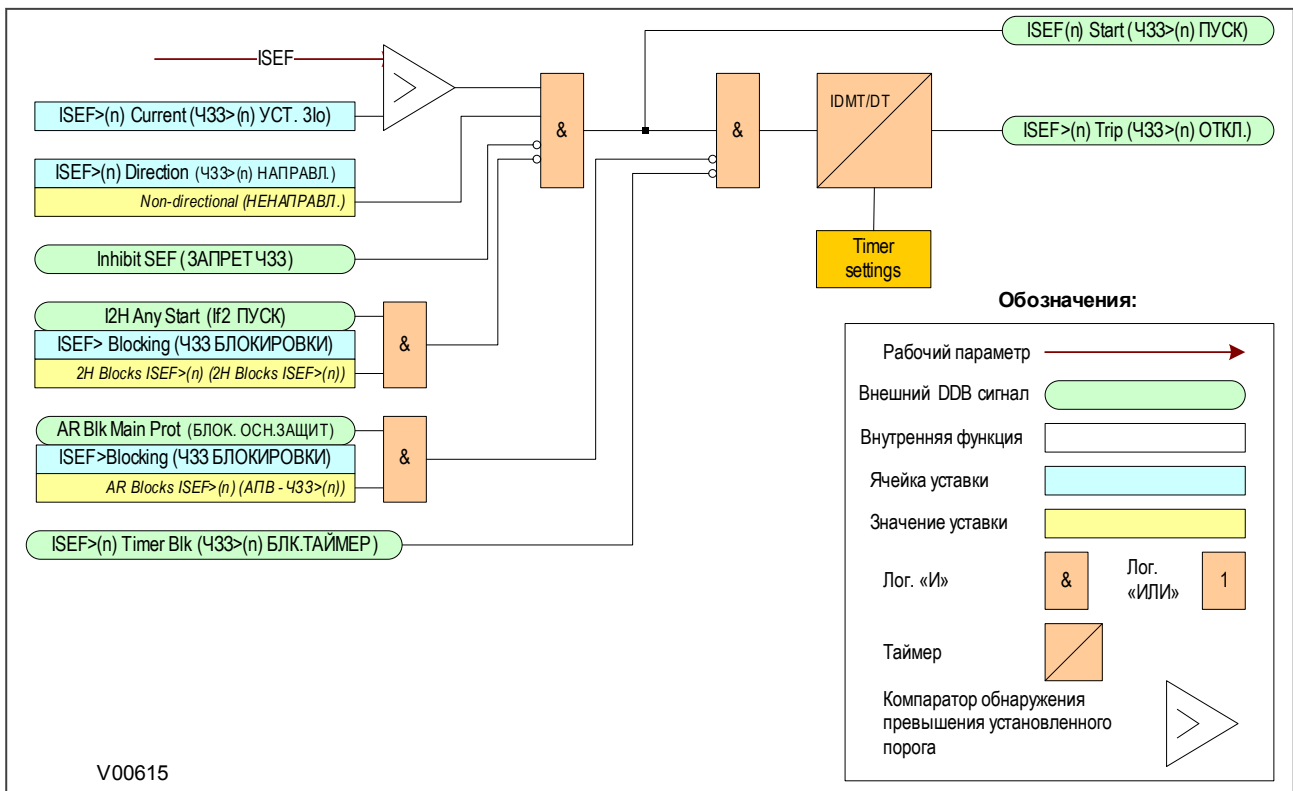 ISEF
ISEF(n) Start (ЧЗЗ>(n) ПУСК)
ISEF>(n) Current (ЧЗЗ>(n) УСТ. 3Io)
>
&
&
IDMT/DT
ISEF>(n) Trip (ЧЗЗ>(n) ОТКЛ.)
ISEF>(n) Direction (ЧЗЗ>(n) НАПРАВЛ.)
Non-directional (НЕНАПРАВЛ.)
Inhibit SEF (ЗАПРЕТ ЧЗЗ)
Timer
settings
I2H Any Start (If2 ПУСК)
ISEF> Blocking (ЧЗЗ БЛОКИРОВКИ)
2H Blocks ISEF>(n) (2H Blocks ISEF>(n))
&
AR Blk Main Prot (БЛОК. ОСН.ЗАЩИТ)
ISEF>Blocking (ЧЗЗ БЛОКИРОВКИ)
AR Blocks ISEF>(n) (АПВ - ЧЗЗ>(n))
&
ISEF>(n) Timer Blk (ЧЗЗ>(n) БЛК.ТАЙМЕР)
Обозначения:
Рабочий параметр
Внешний DDB сигнал
Внутренняя функция
Ячейка уставки
Значение уставки
Лог. «И»
&
Лог.
«ИЛИ»
1
Таймер
Компаратор обнаружения
превышения установленного
порога
>
V00615